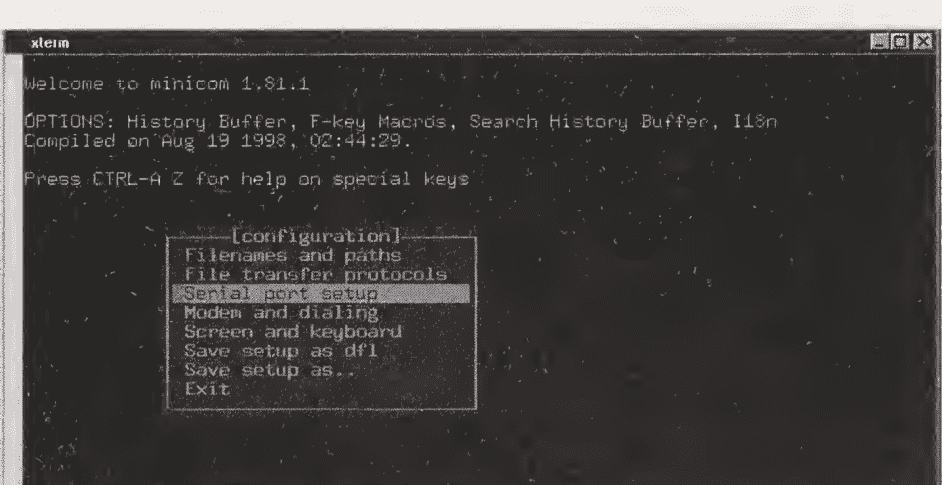 xterm
Welcome to minicom 1.81.1
OPTIONS: History Buffer, F-key Macros, Search History Buffer, I18n
Compiled on Aug 19 1998, 02:44:29.
Press CTRL-A Z for help on special keys
[configuration]
Filenames and paths
File transfer protocols
Serial port setup
Modem and dialing
Screen and keyboard
Save setup as dfl
Save setup as..
Exit